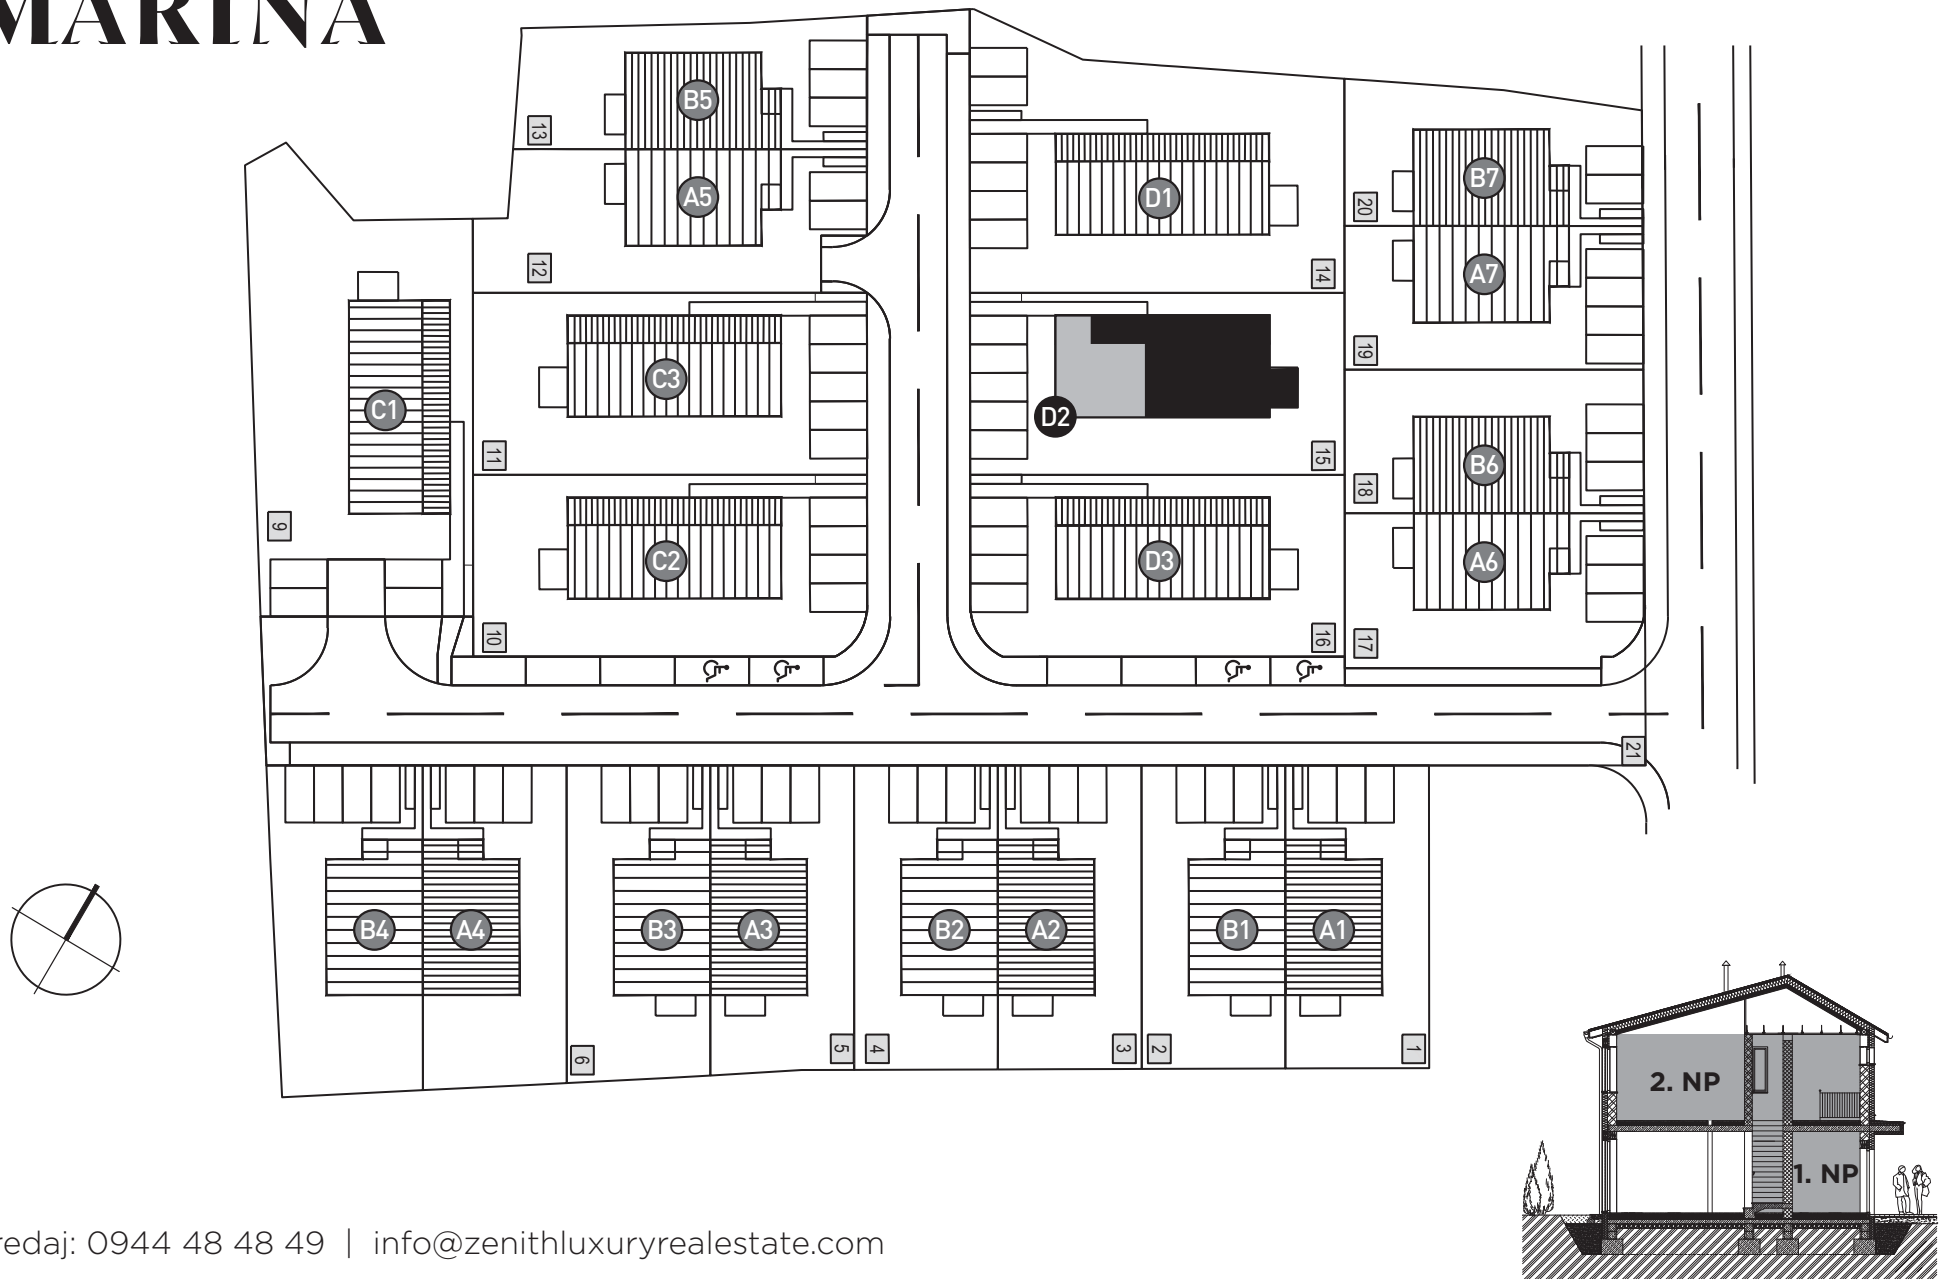 MARINA
B5
13
A5
D1
B7
20
12
14
A7
C1
C3
D2
19
11
15
B6
18
9
C2
D3
A6
10
16
17
21
B4
A4
B3
A3
B2
A2
B1
A1
6
5
4
3
2
1
2. NP
1. NP
redaj: 0944 48 48 49 | info@zenithluxuryrealestate.com